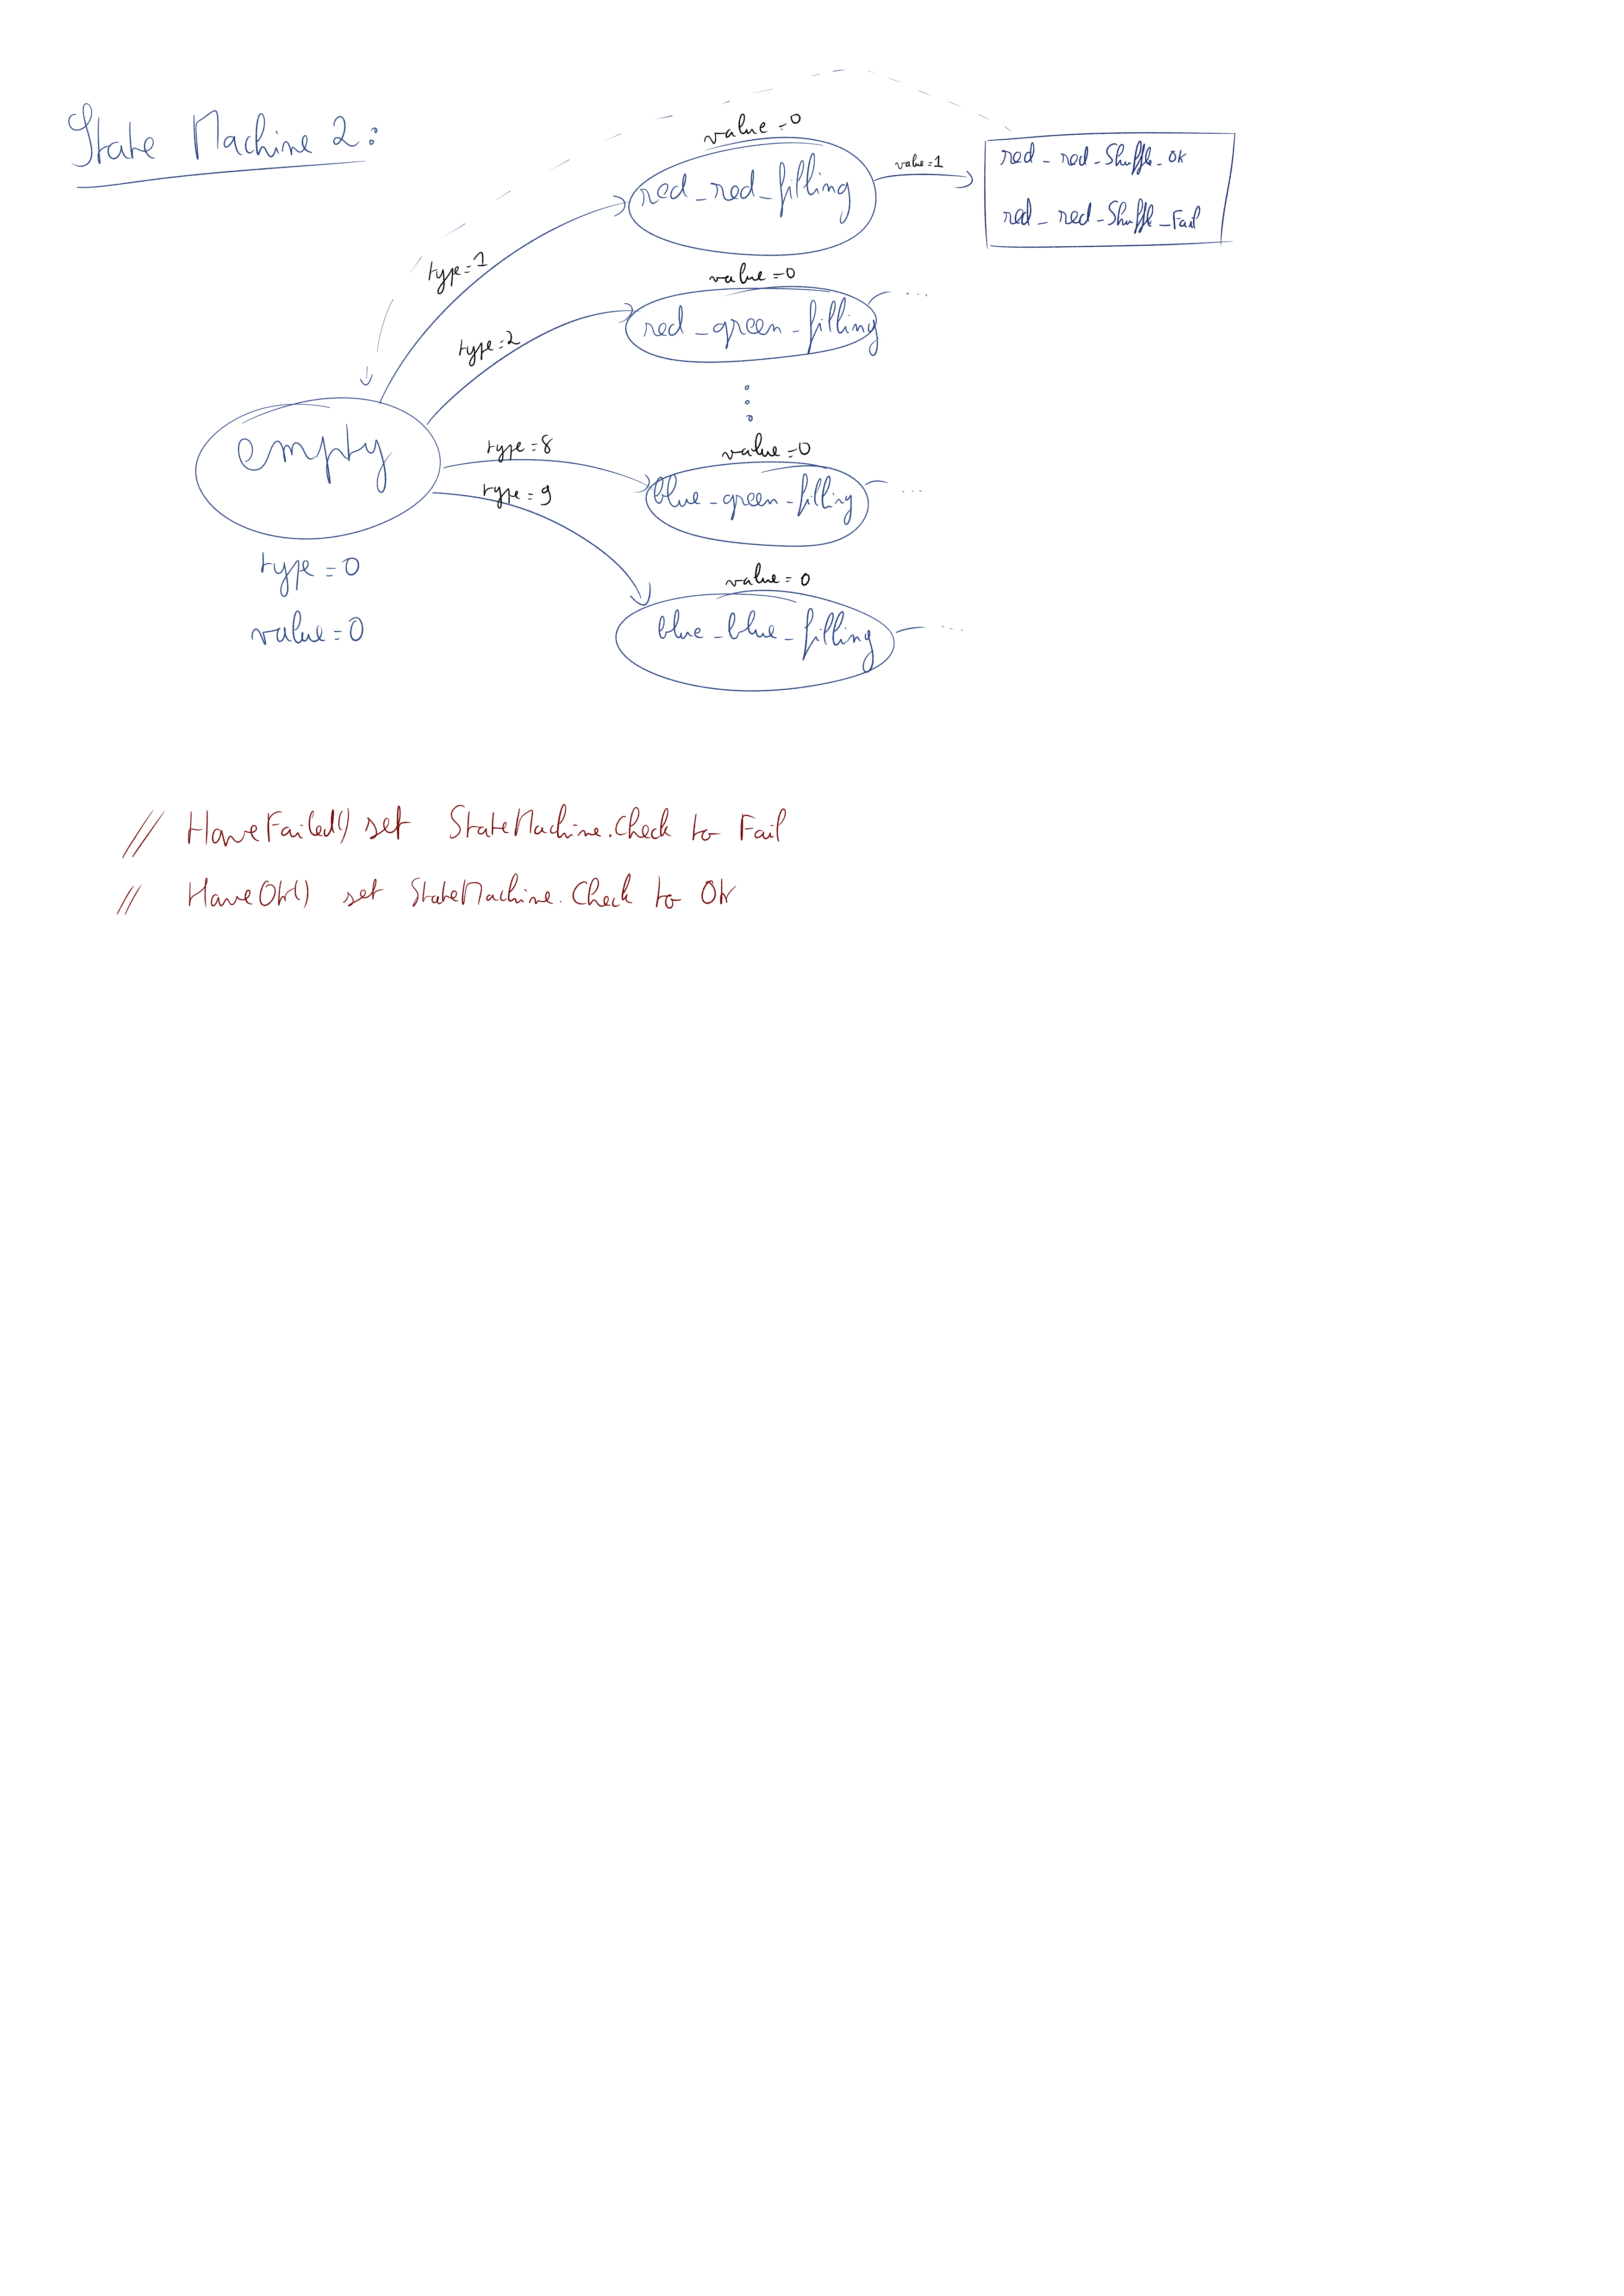 State Machine 2:
value=0
red_red_filling
value=1
red_red_Shuffle_OK
red_red_Shuffle_Fail
type=1
value=0
red_green_filling
...
type=2
empty
type=0
value=0
type=8
value=0
blue_green_filling
...
type=9
value=0
blue_blue_filling
...
// HaveFailed() set StateMachine.Check to Fail
// HaveOk() set StateMachine.Check to Ok